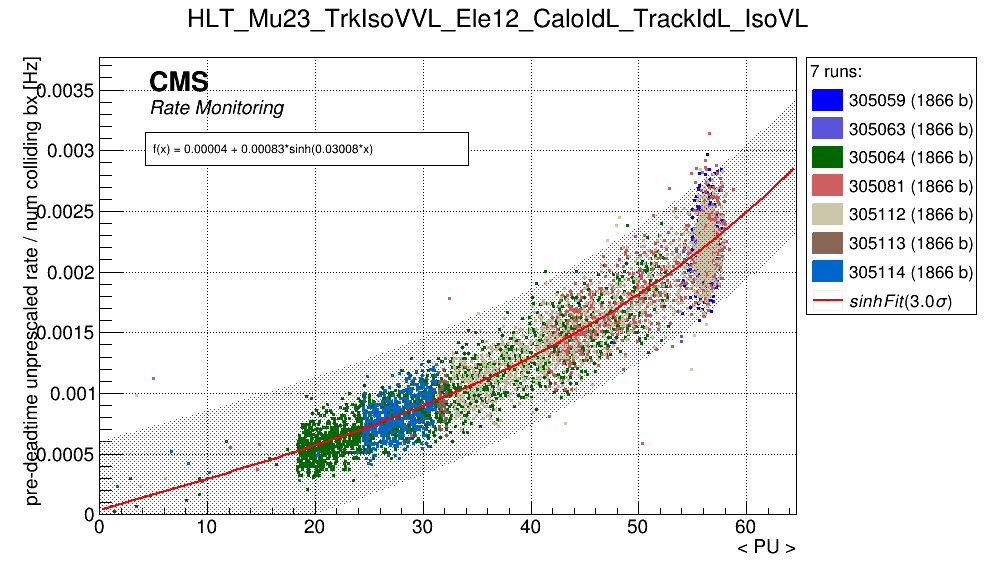 HLT_Mu23_TrkIsoVVL_Ele12_CaloIdL_TrackIdL_IsoVL
pre-deadtime unprescaled rate / num colliding bx [Hz]
CMS
Rate Monitoring
f(x) = 0.00004 + 0.00083*sinh(0.03008*x)
0.0035
0.003
0.0025
0.002
0.0015
0.001
0.0005
0
0 10 20 30 40 50 60
< PU >
7 runs:
305059 (1866 b)
305063 (1866 b)
305064 (1866 b)
305081 (1866 b)
305112 (1866 b)
305113 (1866 b)
305114 (1866 b)
sinhFit(3.0σ)